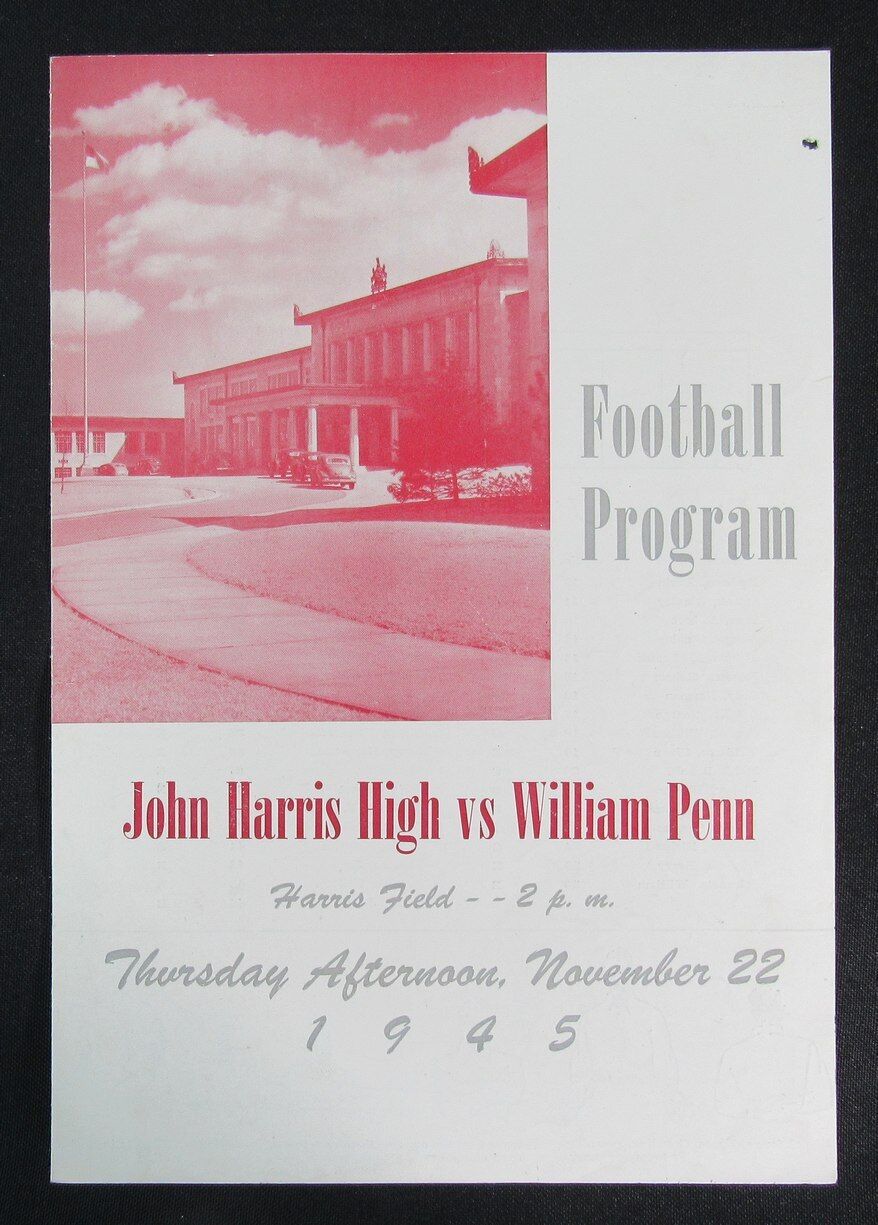 Football
Program
John Harris High vs William Penn
Harris Field - - 2 p. m.
Thursday Afternoon, November 22
1 9 4 5